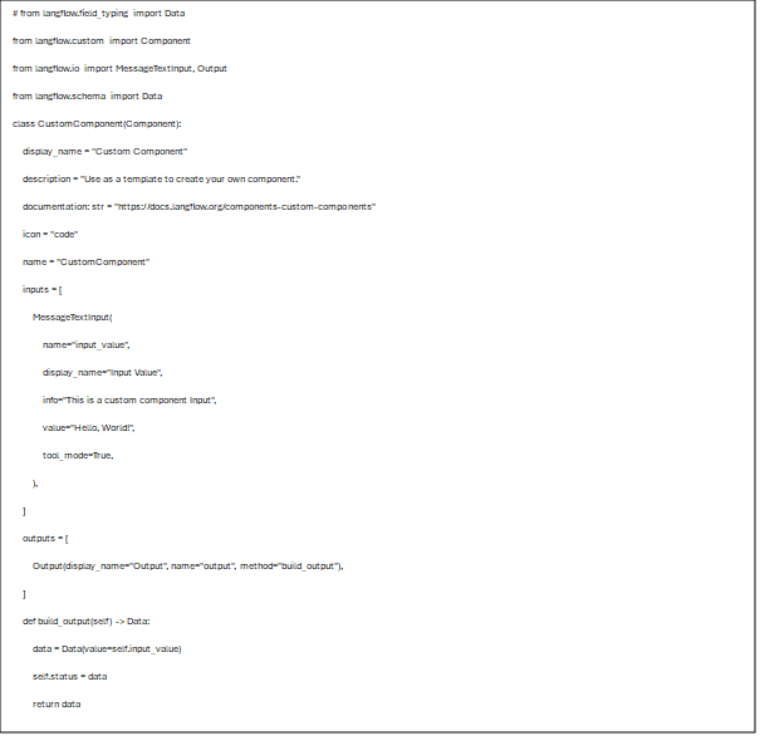 # from langflow.field_typing import Data
from langflow.custom import Component
from langflow.io import MessageTextInput, Output
from langflow.schema import Data
class CustomComponent(Component):
display_name = "Custom Component"
description = "Use as a template to create your own component."
documentation: str = "https://docs.langflow.org/components-custom-components"
icon = "code"
name = "CustomComponent"
inputs = [
MessageTextInput(
name="input_value",
display_name="Input Value",
info="This is a custom component Input",
value="Hello, World!",
tool_mode=True,
),
]
outputs = [
Output(display_name="Output", name="output", method="build_output"),
]
def build_output(self) -> Data:
data = Data(value=self.input_value)
self.status = data
return data